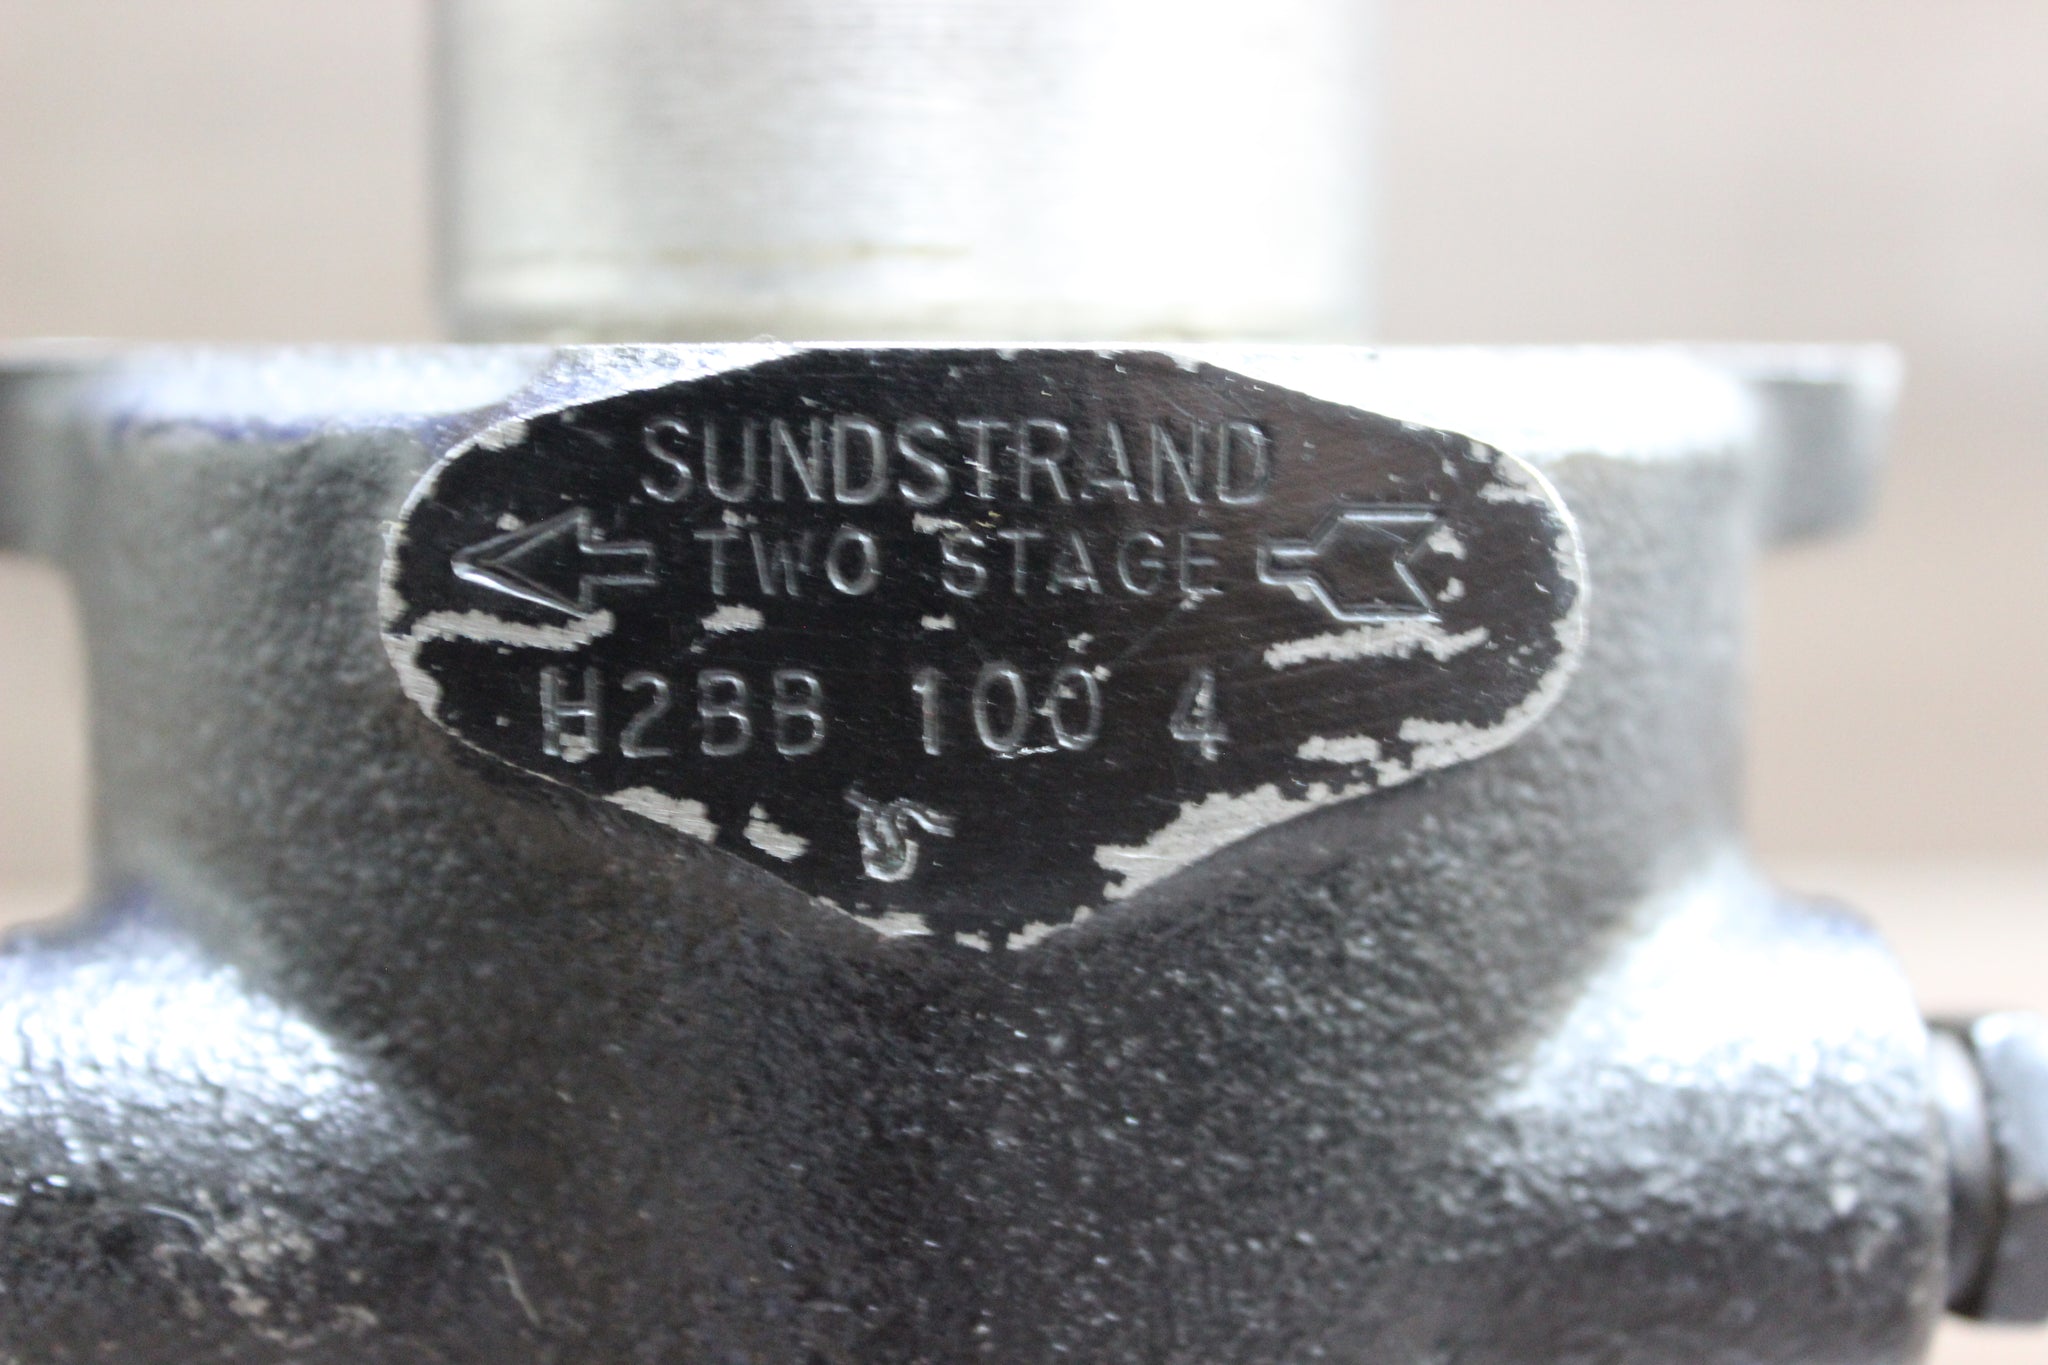 SUNDSTRAND
TWO STAGE
H2BB 100 4